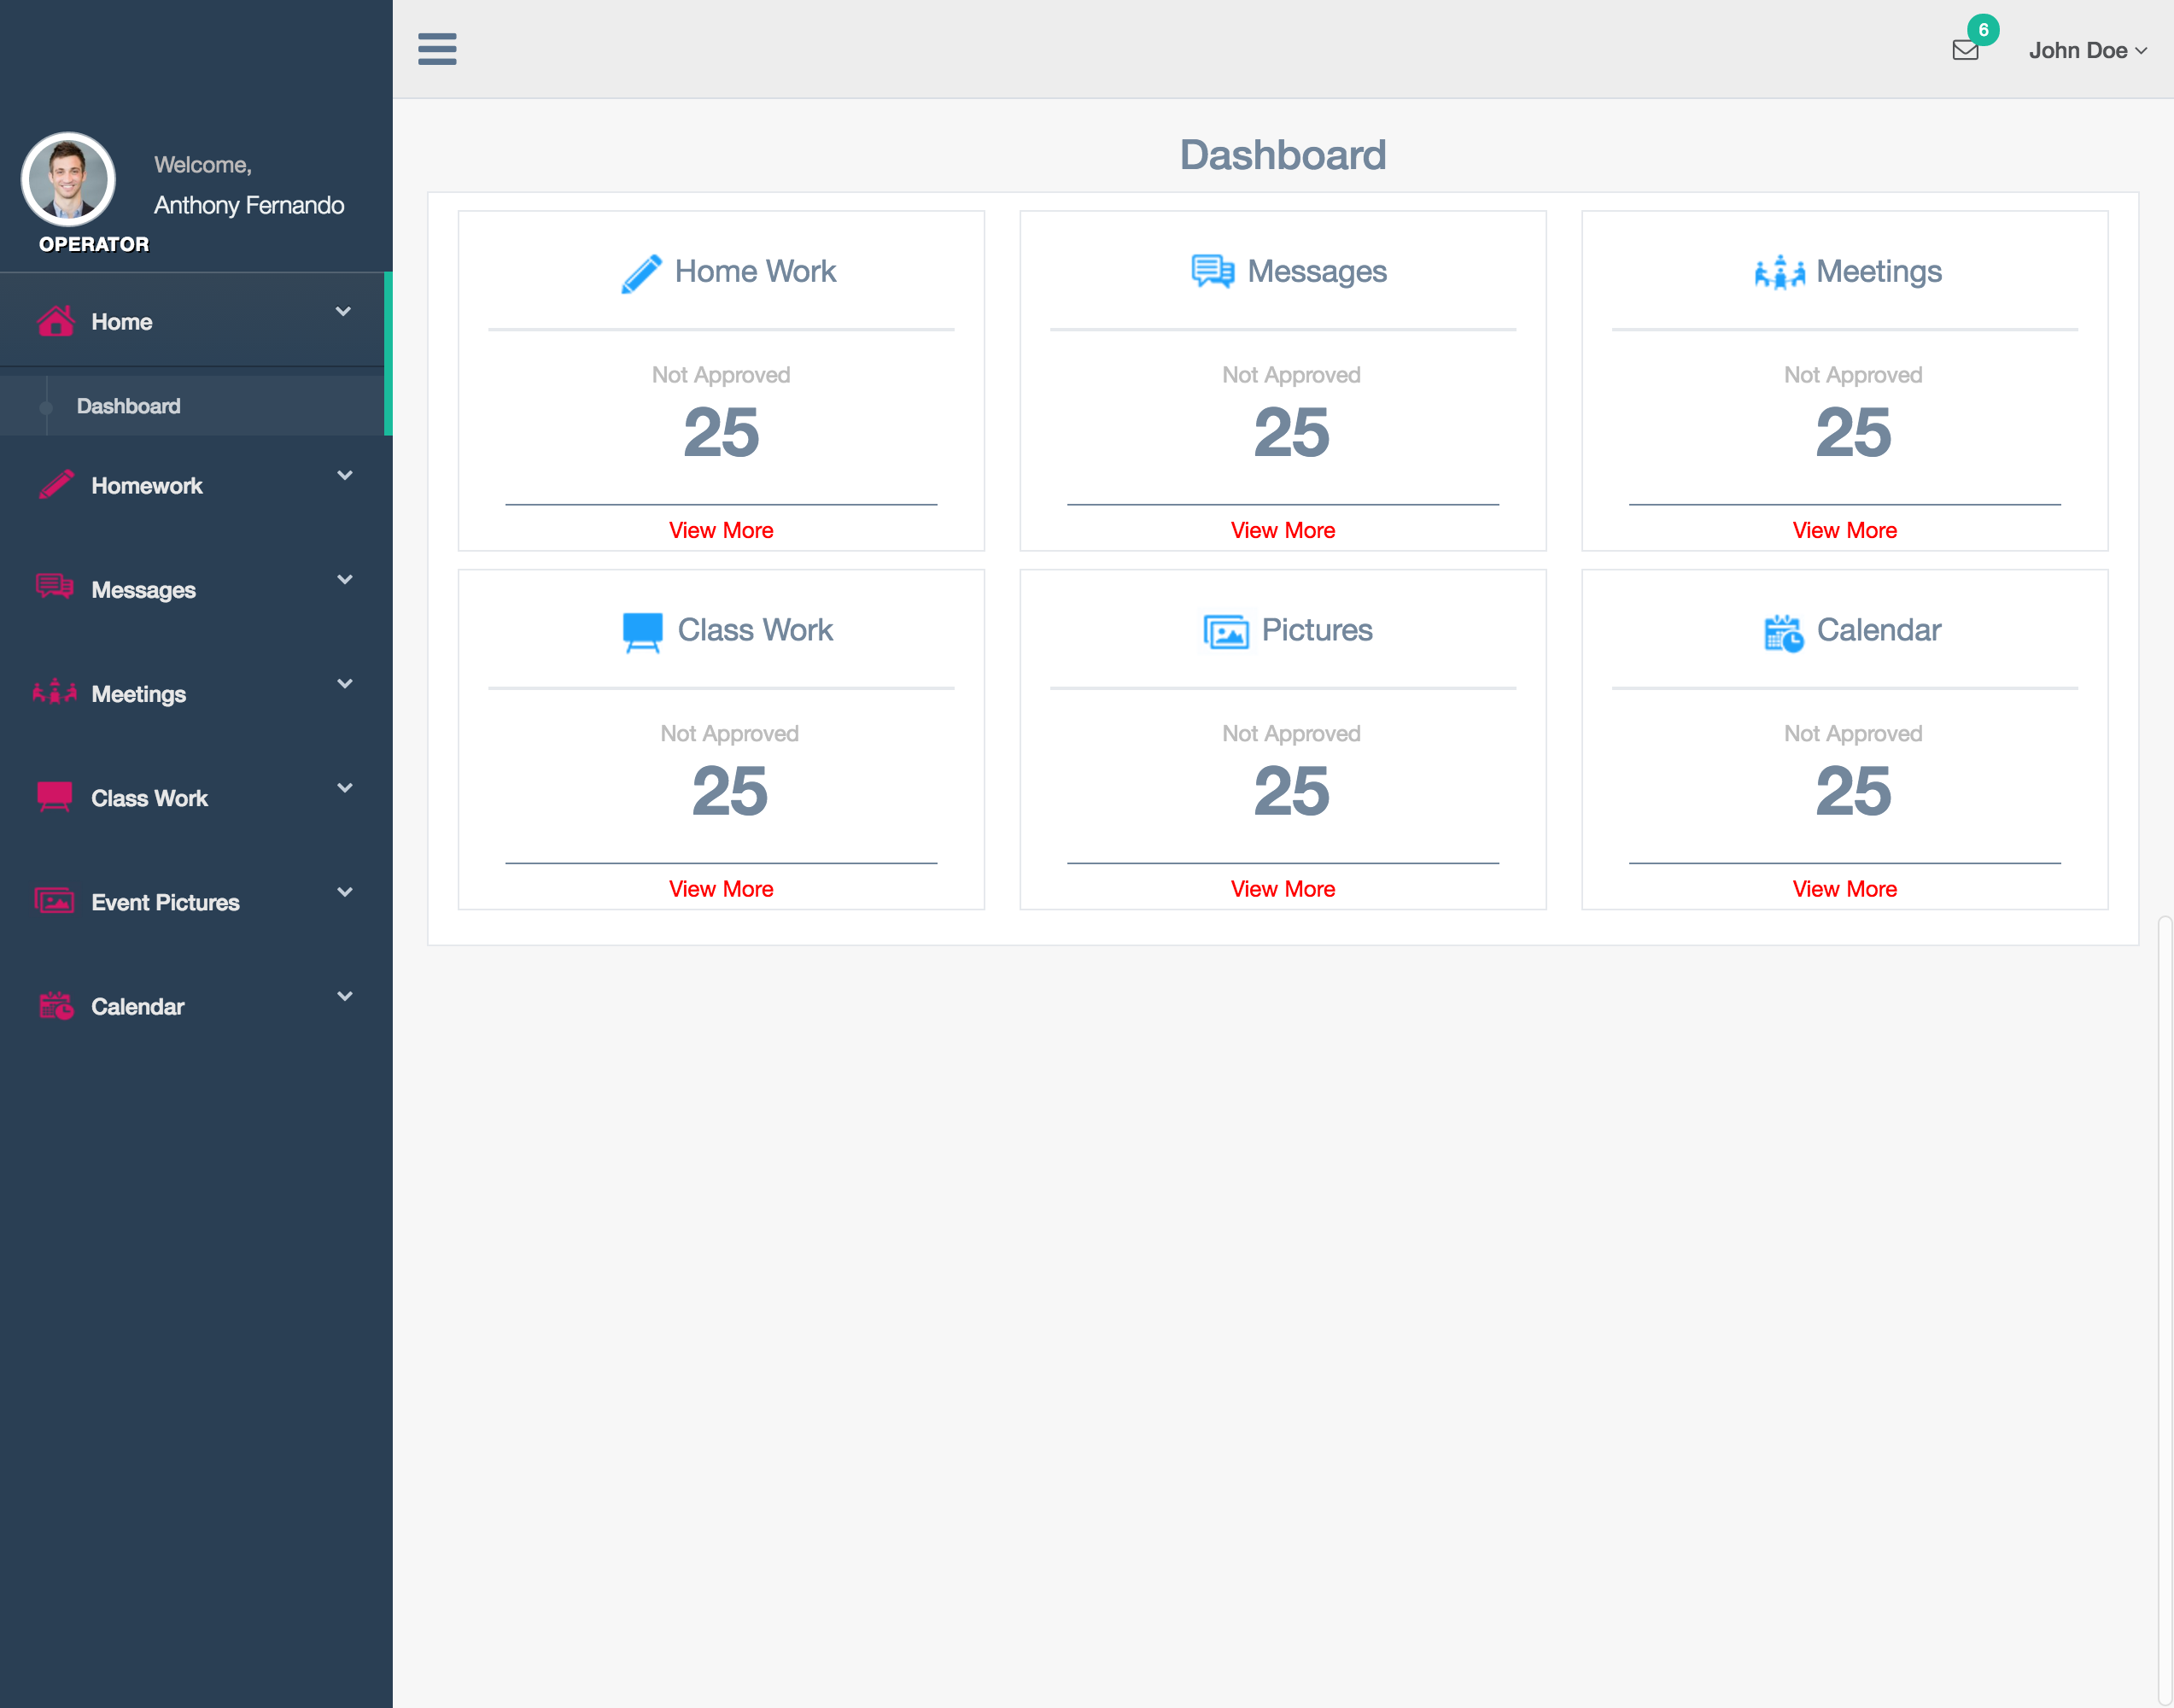 6
John Doe
Welcome,
Anthony Fernando
OPERATOR
Home
Dashboard
Homework
Messages
Meetings
Class Work
Event Pictures
Calendar
Dashboard
Home Work
Not Approved
25
View More
Messages
Not Approved
25
View More
Meetings
Not Approved
25
View More
Class Work
Not Approved
25
View More
Pictures
Not Approved
25
View More
Calendar
Not Approved
25
View More